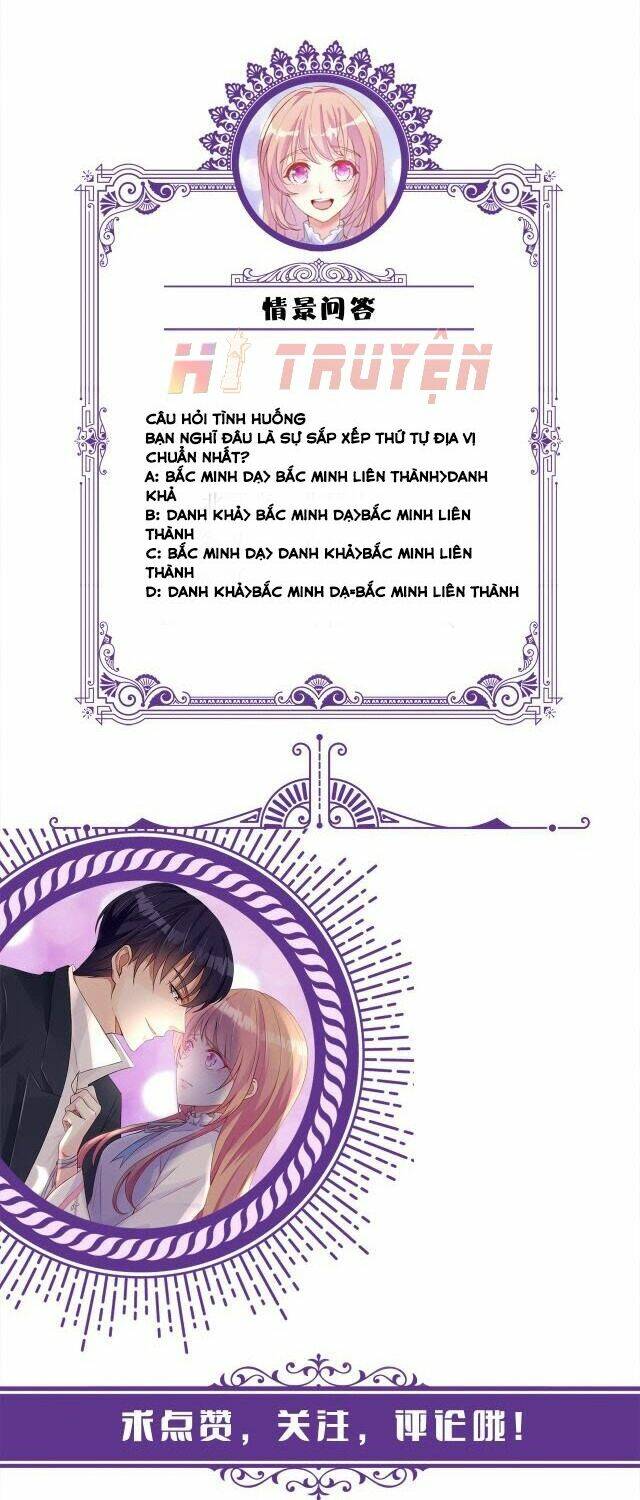 情景问答
HI TRUYỆN
CÂU HỎI TÌNH HUỐNG
BẠN NGHĨ ĐÂU LÀ SỰ SẮP XẾP THỨ TỰ ĐỊA VỊ
CHUẨN NHẤT?
A: BẮC MINH DẠ> BẮC MINH LIÊN THÀNH>DANH
KHẢ
B: DANH KHẢ> BẮC MINH DẠ>BẮC MINH LIÊN
THÀNH
C: BẮC MINH DẠ> DANH KHẢ>BẮC MINH LIÊN
THÀNH
D: DANH KHẢ>BẮC MINH DẠ=BẮC MINH LIÊN THÀNH
求点赞，关注，评论哦！